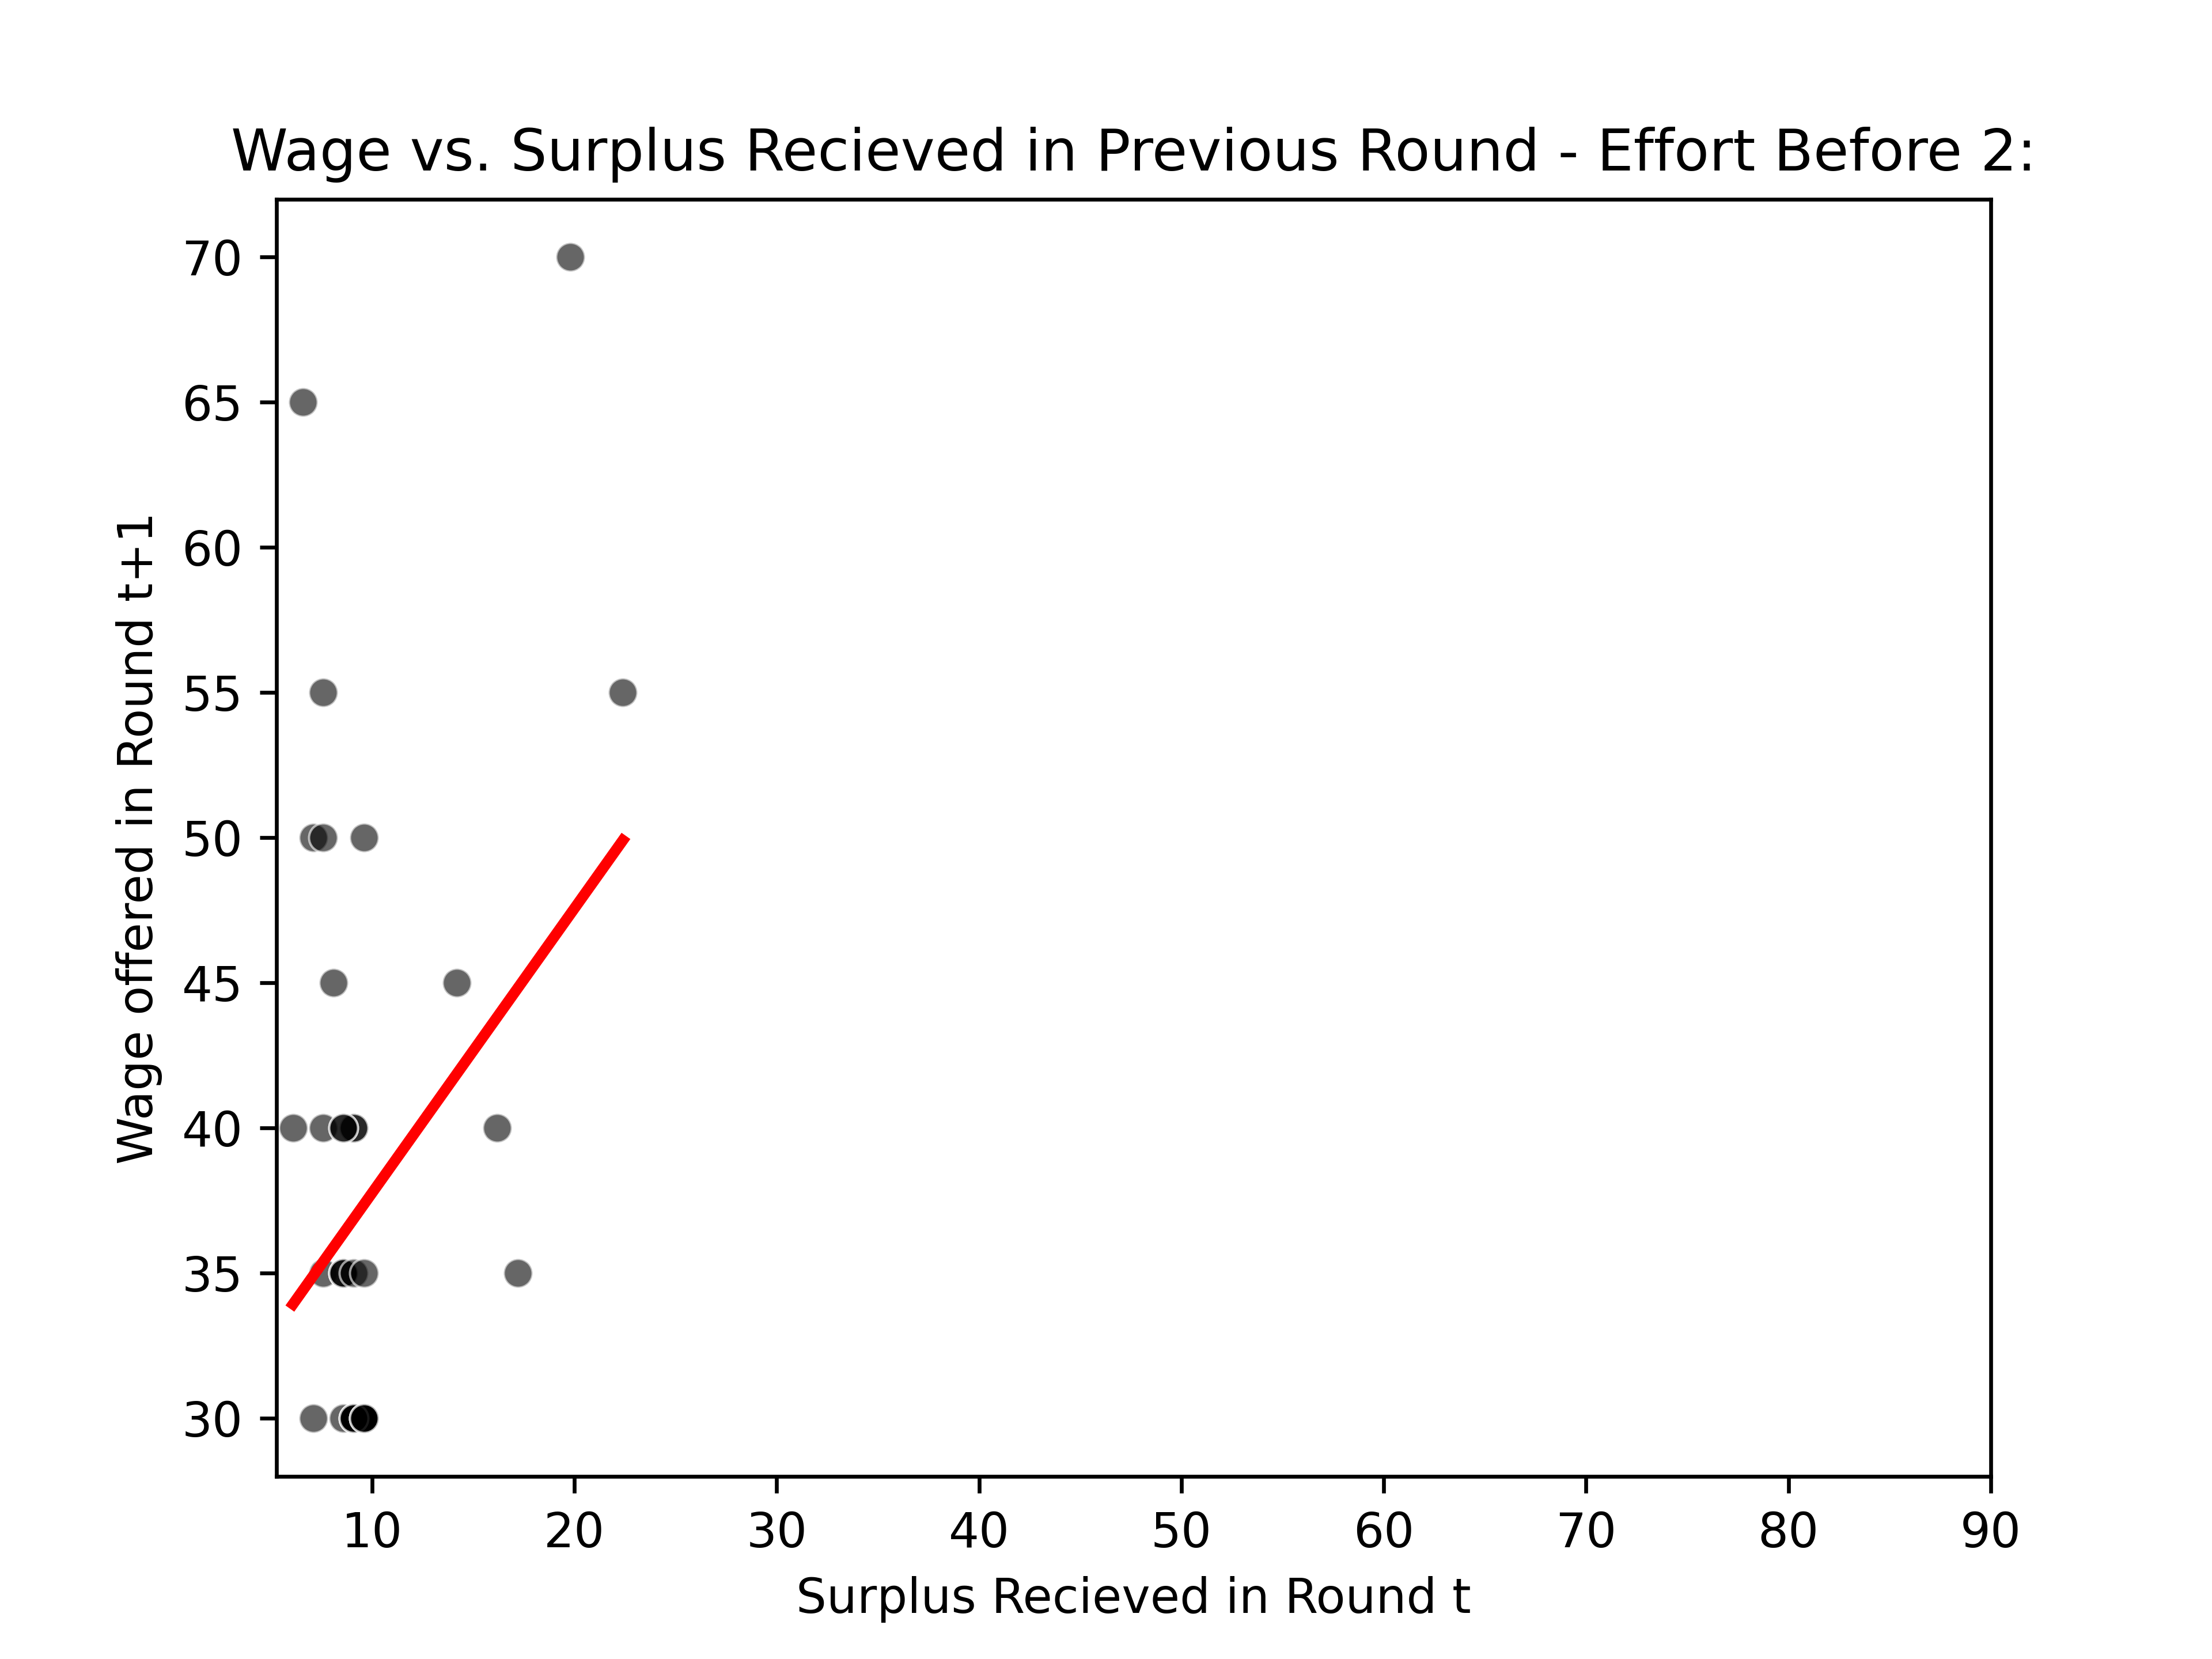 Wage vs. Surplus Recieved in Previous Round - Effort Before 2:
Wage offered in Round t+1
70
65
60
55
50
45
40
35
30
10 20 30 40 50 60 70 80 90
Surplus Recieved in Round t